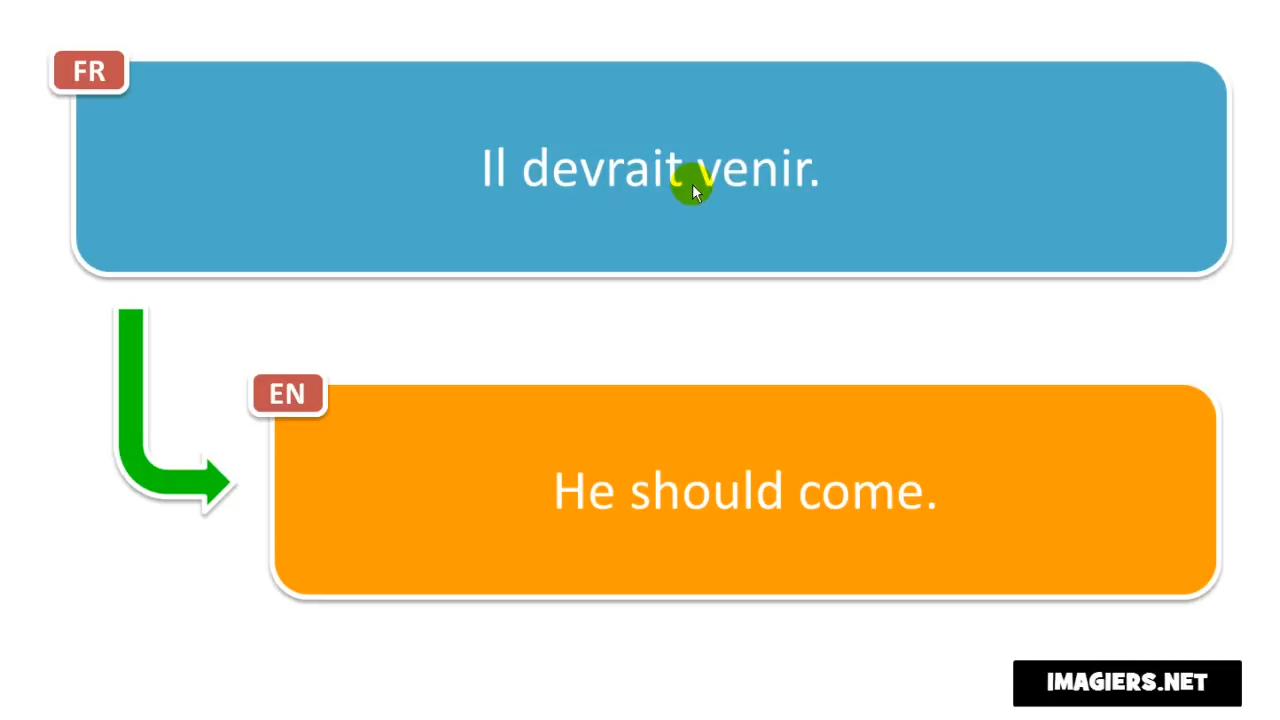 FR
Il devrait venir.
EN
He should come.
IMAGIERS.NET